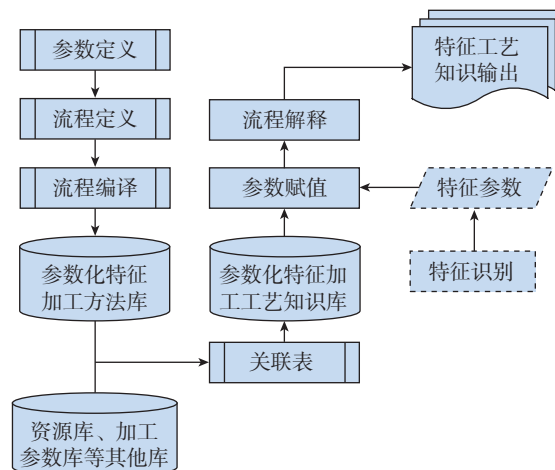 参数定义
流程定义
流程编译
参数化特征
加工方法库
资源库、加工
参数库等其他库
特征工艺
知识输出
流程解释
参数赋值
特征参数
参数化特征加
工工艺知识库
特征识别
关联表